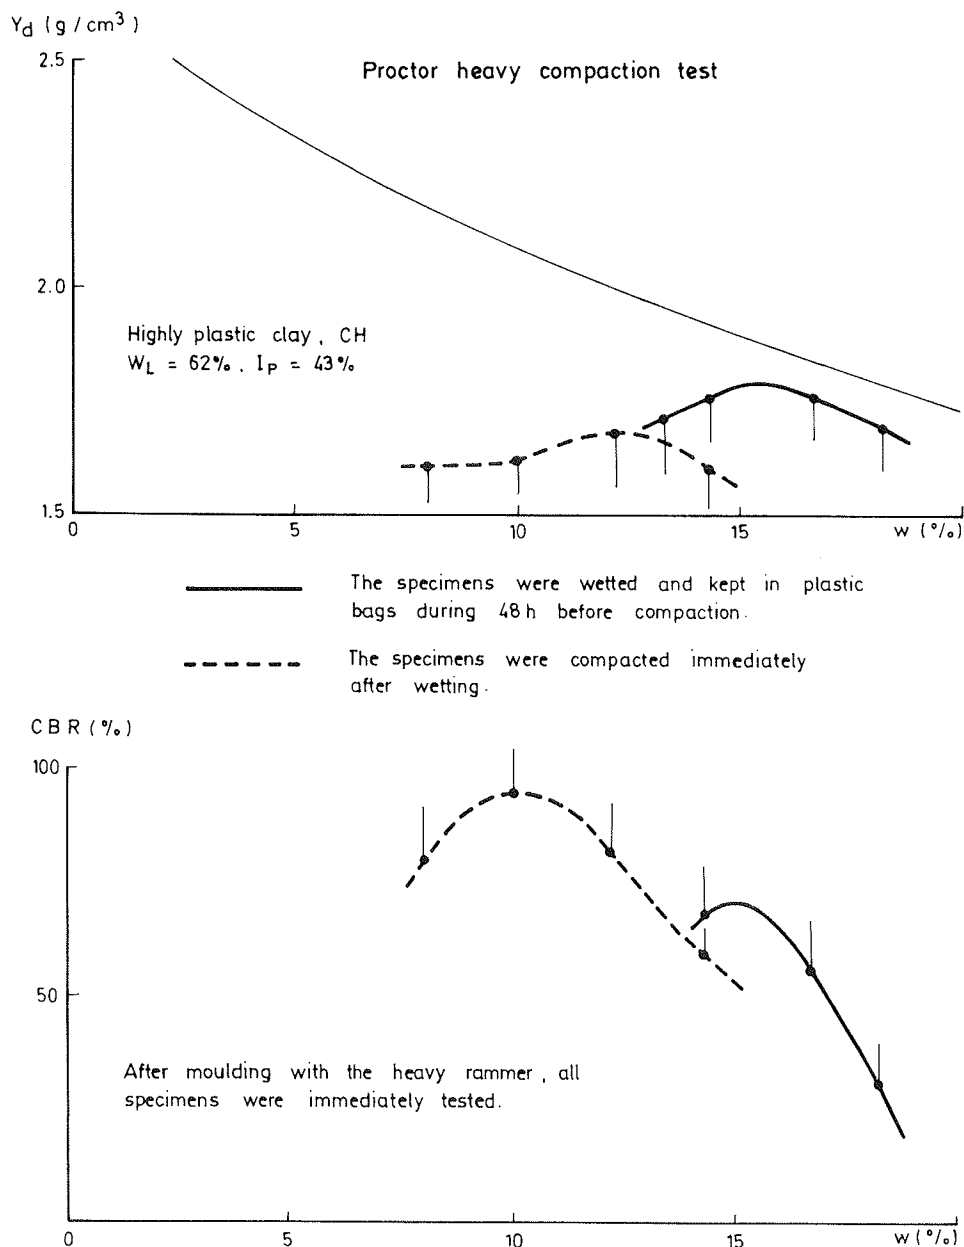 Yd (g/cm3)
2.5
Proctor heavy compaction test
2.0
Highly plastic clay, CH
WL = 62%. IP = 43%
1.5
0
5
10
15
w (%)
The specimens were wetted and kept in plastic
bags during 48h before compaction.
The specimens were compacted immediately
after wetting.
CBR (%)
100
50
After moulding with the heavy rammer, all
specimens were immediately tested.
0
5
10
15
w (%)